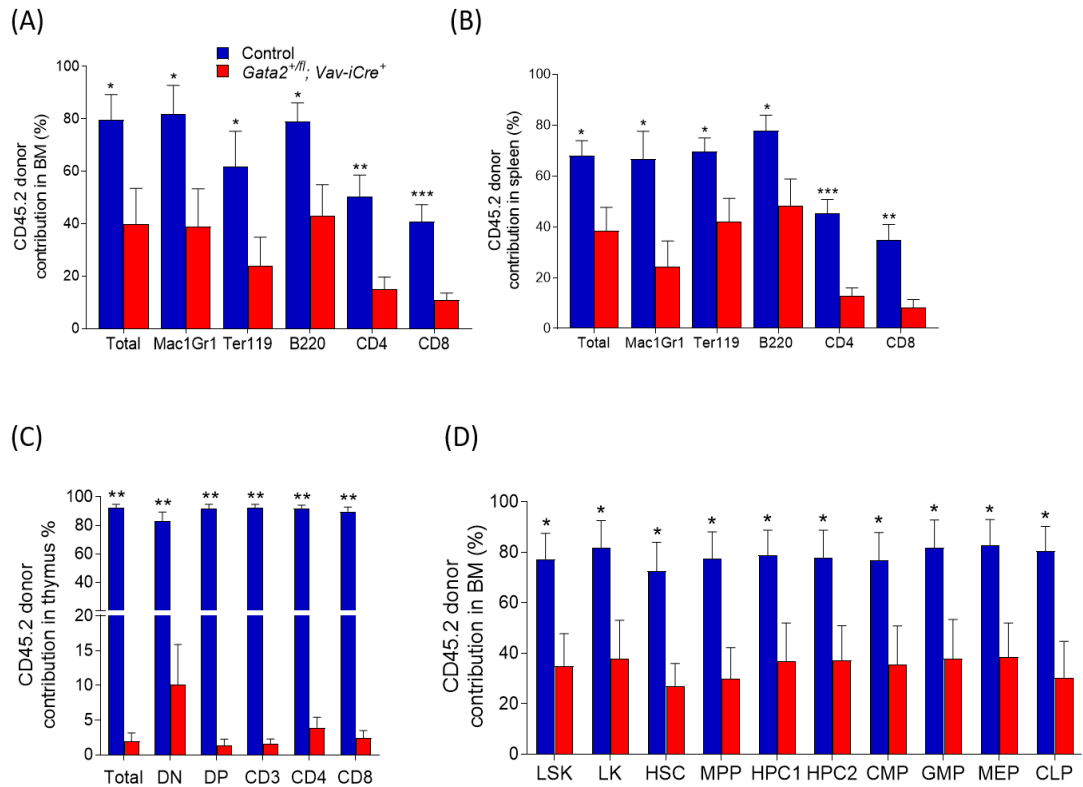 (A)
Control
Gata2+/fl; Vav-iCre+
CD45.2 donor
contribution in BM (%)
100
80
60
40
20
0
* * * * ** ***
Total Mac1Gr1 Ter119 B220 CD4 CD8
(B)
CD45.2 donor
contribution in spleen (%)
100
80
60
40
20
0
* * * * *** **
Total Mac1Gr1 Ter119 B220 CD4 CD8
(C)
CD45.2 donor
contribution in thymus %
100
80
60
40
20
15
10
5
0
** ** ** ** ** **
Total DN DP CD3 CD4 CD8
(D)
CD45.2 donor
contribution in BM (%)
100
80
60
40
20
0
* * * * * * * * * *
LSK LK HSC MPP HPC1 HPC2 CMP GMP MEP CLP